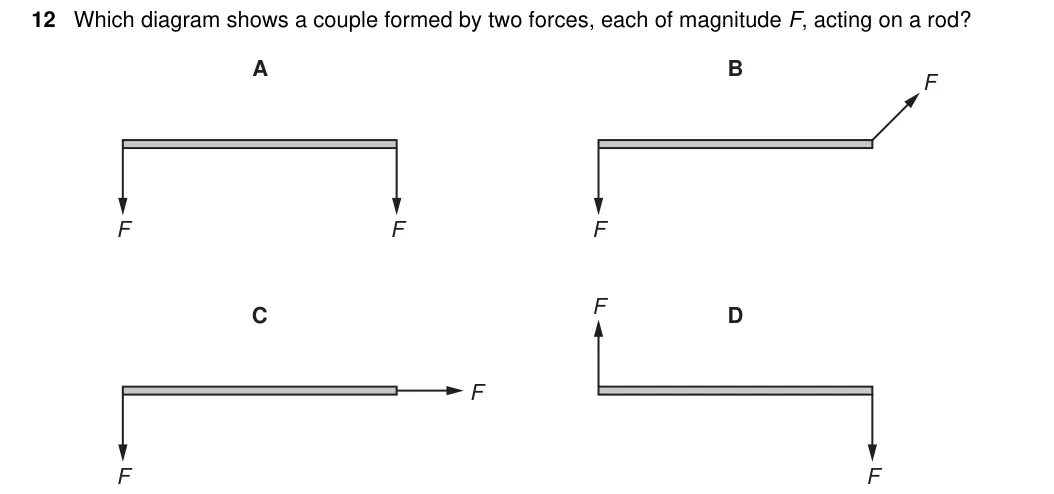 12 Which diagram shows a couple formed by two forces, each of magnitude F, acting on a rod?
A
B
F
F
F
F
C
D
F
F
F
F